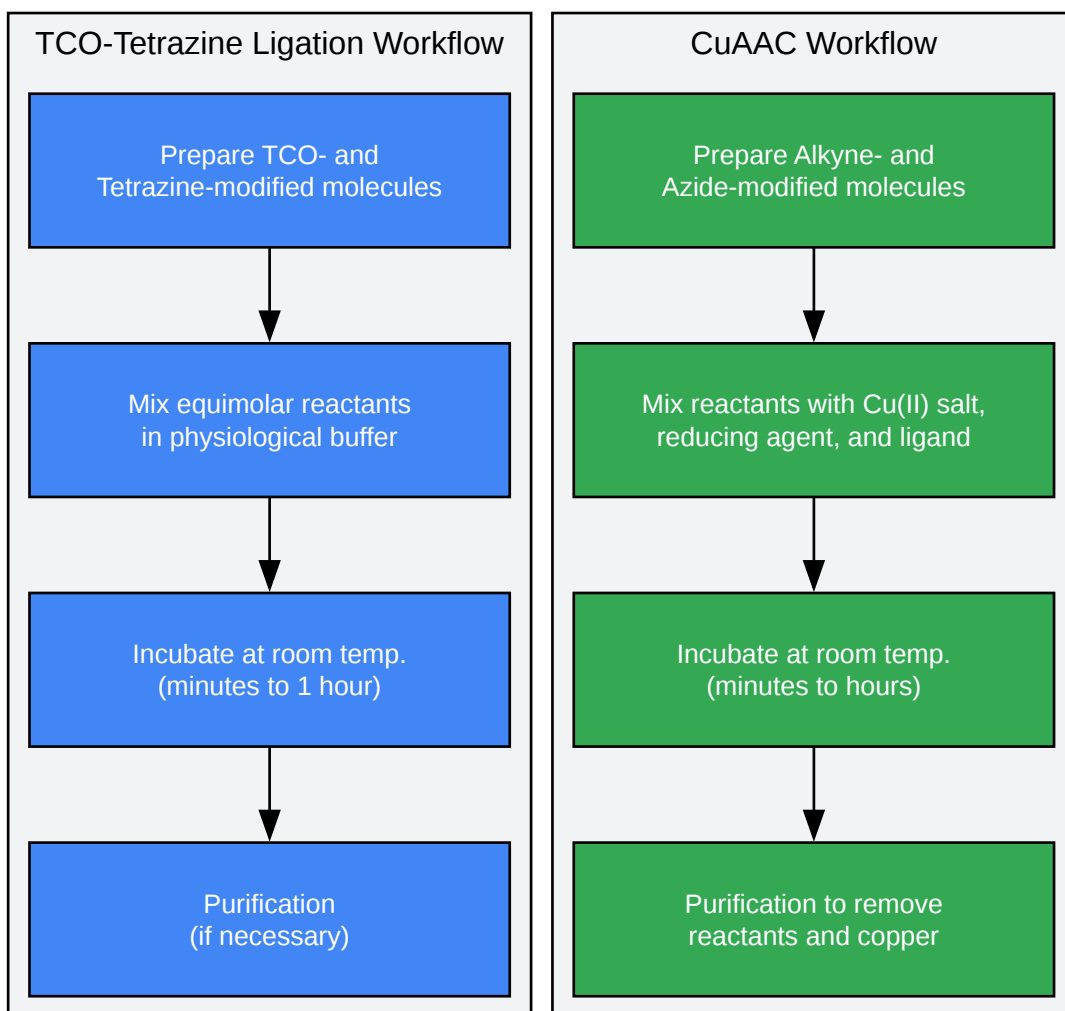 TCO-Tetrazine Ligation Workflow
Prepare TCO- and
Tetrazine-modified molecules
Mix equimolar reactants
in physiological buffer
Incubate at room temp.
(minutes to 1 hour)
Purification
(if necessary)
CuAAC Workflow
Prepare Alkyne- and
Azide-modified molecules
Mix reactants with Cu(II) salt,
reducing agent, and ligand
Incubate at room temp.
(minutes to hours)
Purification to remove
reactants and copper